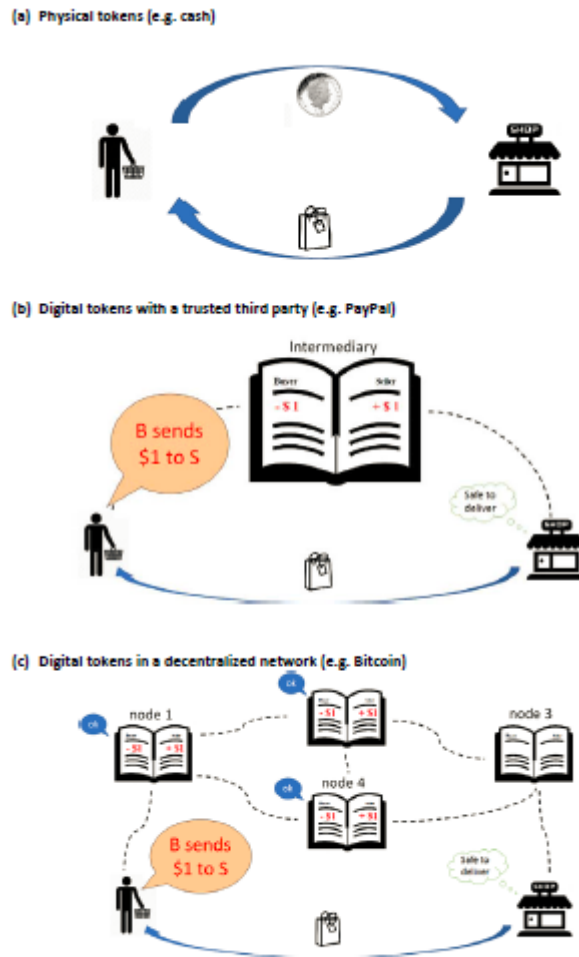 (a) Physical tokens (e.g. cash)
SHOP
(b) Digital tokens with a trusted third party (e.g. PayPal)
Intermediary
Buyer Seller
- $ 1 + $ 1
B sends
$1 to S
Safe to
deliver
SHOP
(c) Digital tokens in a decentralized network (e.g. Bitcoin)
ok
node 1
ok
- $1 + $1
- $1 + $1
node 3
node 4
ok
- $1 + $1
B sends
$1 to S
Safe to
deliver
SHOP